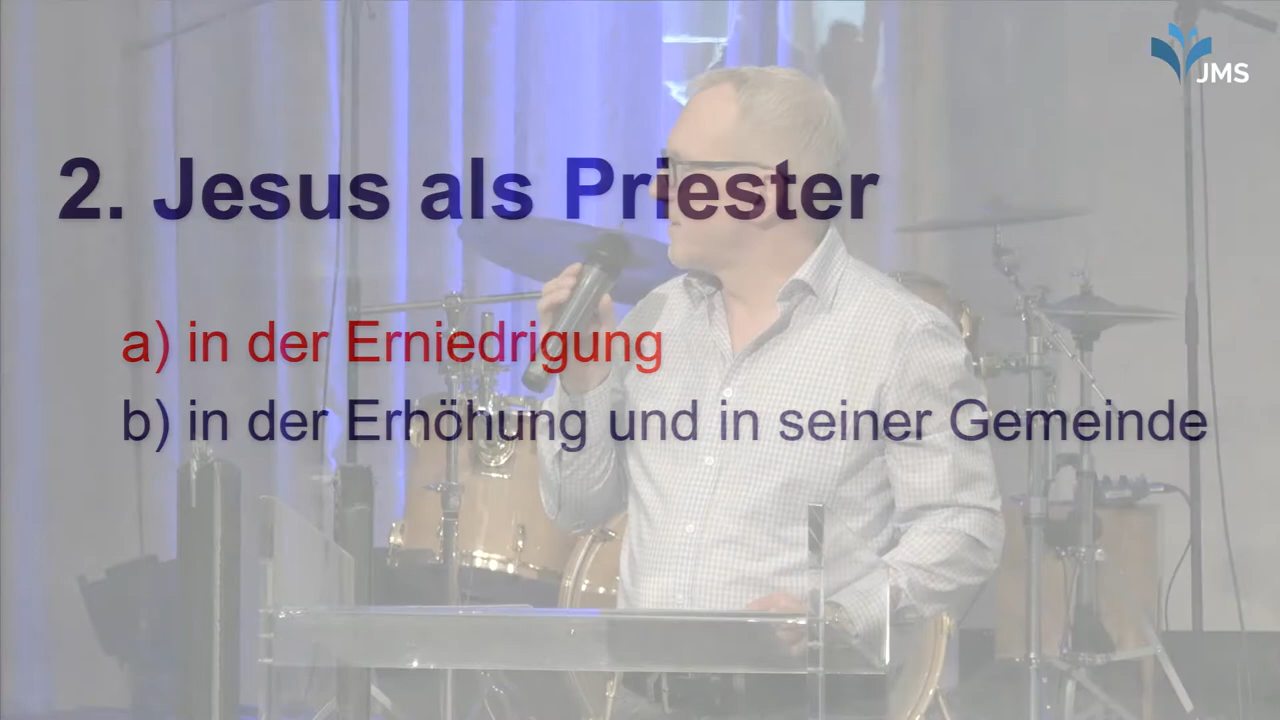 JMS
2. Jesus als Priester
a) in der Erniedrigung
b) in der Erhöhung und in seiner Gemeinde